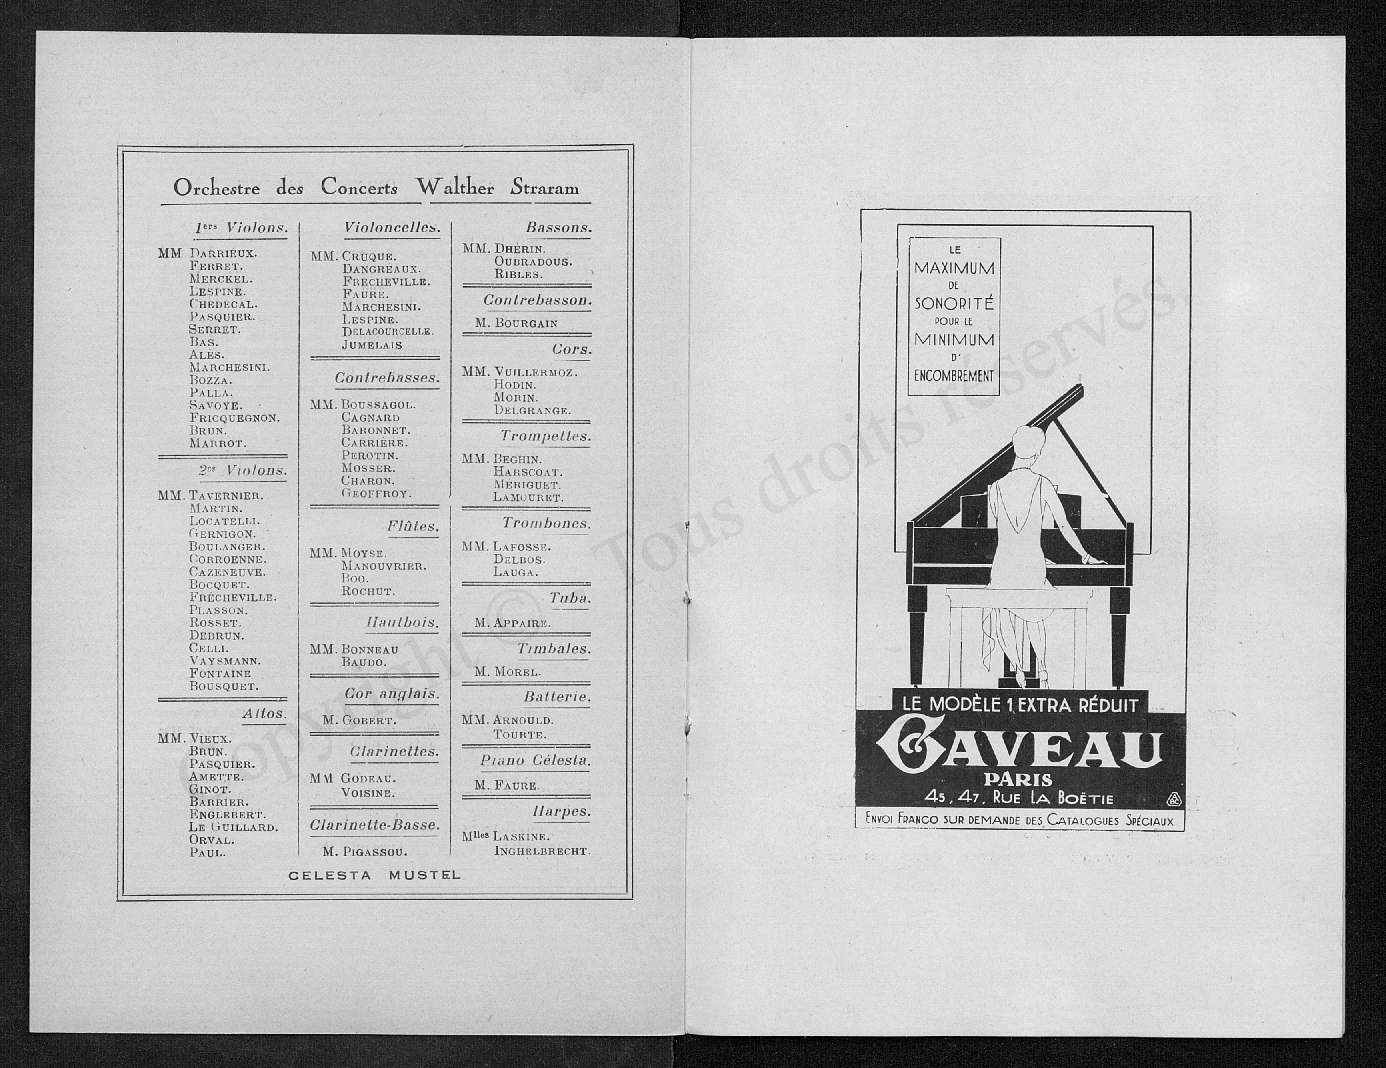 Orchestre des Concerts Walther Straram
1ers Violons.
MM DARRIEUX.
FERRET.
MERCKEL.
LESPINE.
CHEDECAL.
PASQUIER.
SERRET.
BAS.
ALÈS.
MARCHESINI.
BOZZA.
PALLA.
SAVOYE.
FRICQUEGNON.
BRUN.
MARROT.
2es Violons.
MM. TAVERNIER.
MARTIN.
LOCATELLI.
GERNIGON.
BOULANGER.
CORROENNE.
CAZENEUVE.
BOCQUET.
FRÉCHEVILLE.
PLASSON.
ROSSET.
DEBRUN.
CELLI.
VAYSMANN.
FONTAINE
BOUSQUET.
Altos.
MM. VIEUX.
BRUN.
PASQUIER.
AMETTE.
GINOT.
BARRIER.
ENGLEBERT.
LE GUILLARD.
ORVAL.
PAUL.
Violoncelles.
MM. CRUQUE.
DANGREAUX.
FRECHEVILLE.
FAURE.
MARCHESINI.
LESPINE.
DELACOURCELLE.
JUMELAIS
Contrebasses.
MM. BOUSSAGOL.
CAGNARD
BARONNET.
CARRIÈRE.
PEROTIN.
MOSSER.
CHARON.
GEOFFROY.
Flûtes.
MM. MOYSE.
MANOUVRIER.
BOO.
ROCHUT.
Hautbois.
MM. BONNEAU
BAUDO.
Cor anglais.
M. GOBERT.
Clarinettes.
MM GODEAU.
VOISINE.
Clarinette-Basse.
M. PIGASSOU.
Bassons.
MM. DHÉRIN.
OUBRADOUS.
RIBLES.
Contrebasson.
M. BOURGAIN
Cors.
MM. VUILLERMOZ.
HODIN.
MORIN.
DELGRANGE.
Trompettes.
MM. BEGHIN.
HARSCOAT.
MÉRIGUET.
LAMOURET.
Trombones.
MM. LAFOSSE.
DELBOS.
LAUGA.
Tuba.
M. APPAIRE.
Timbales.
M. MOREL.
Batterie.
MM. ARNOULD.
TOURTE.
Piano Célesta.
M. FAURE.
Harpes.
Mlles LASKINE.
INGHELBRECHT.
CELESTA MUSTEL
LE
MAXIMUM
DE
SONORITÉ
POUR LE
MINIMUM
D'
ENCOMBREMENT
LE MODÈLE 1 EXTRA RÉDUIT
GAVEAU
PARIS
45, 47, RUE LA BOËTIE
ENVOI FRANCO SUR DEMANDE DES CATALOGUES SPÉCIAUX
Copyright © - Tous droits réservés.